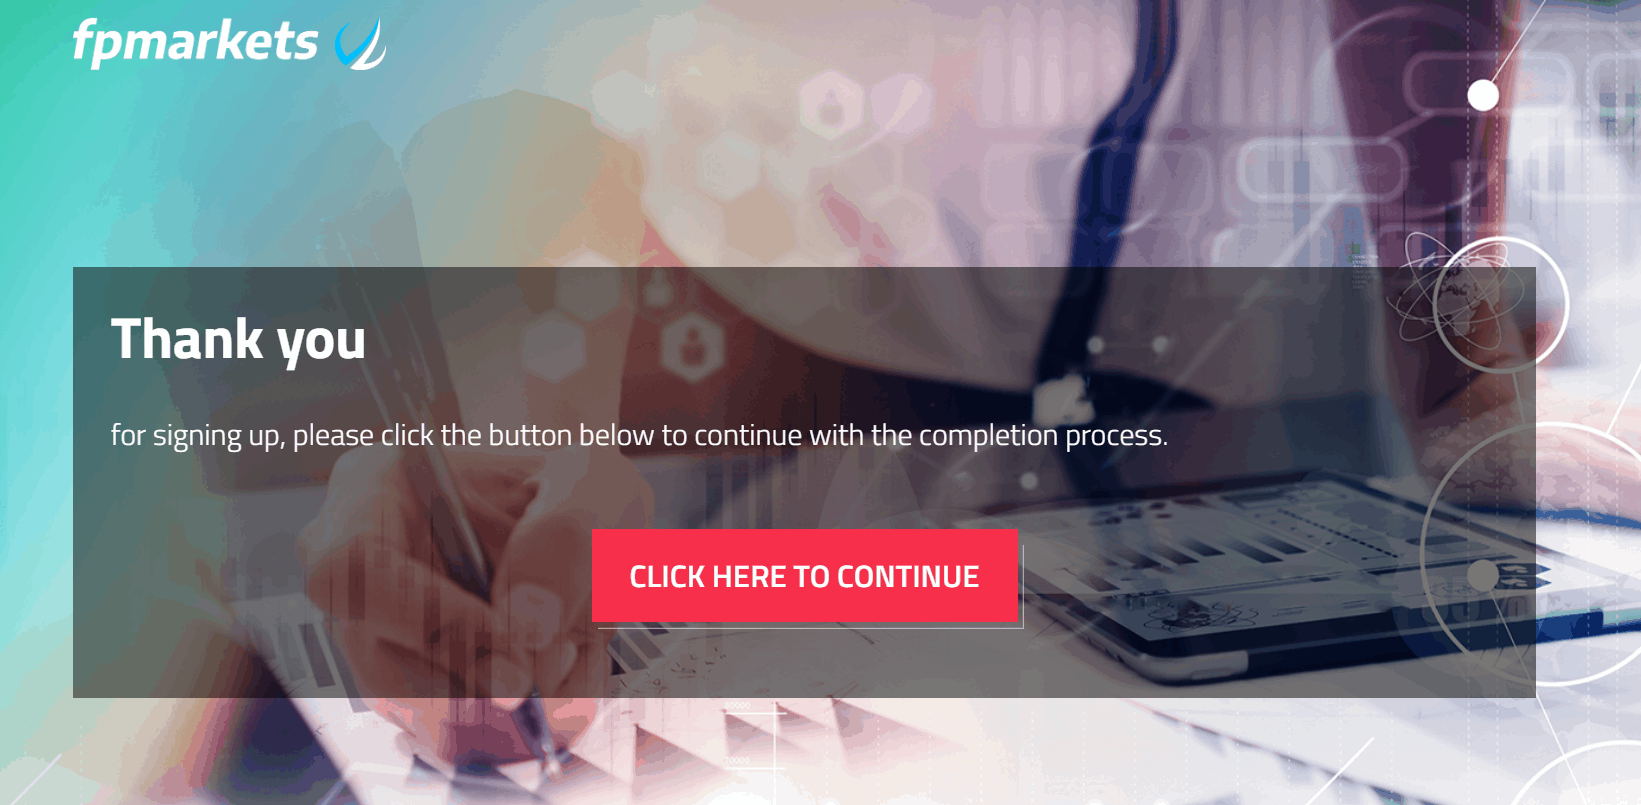 fpmarkets
Thank you
for signing up, please click the button below to continue with the completion process.
CLICK HERE TO CONTINUE